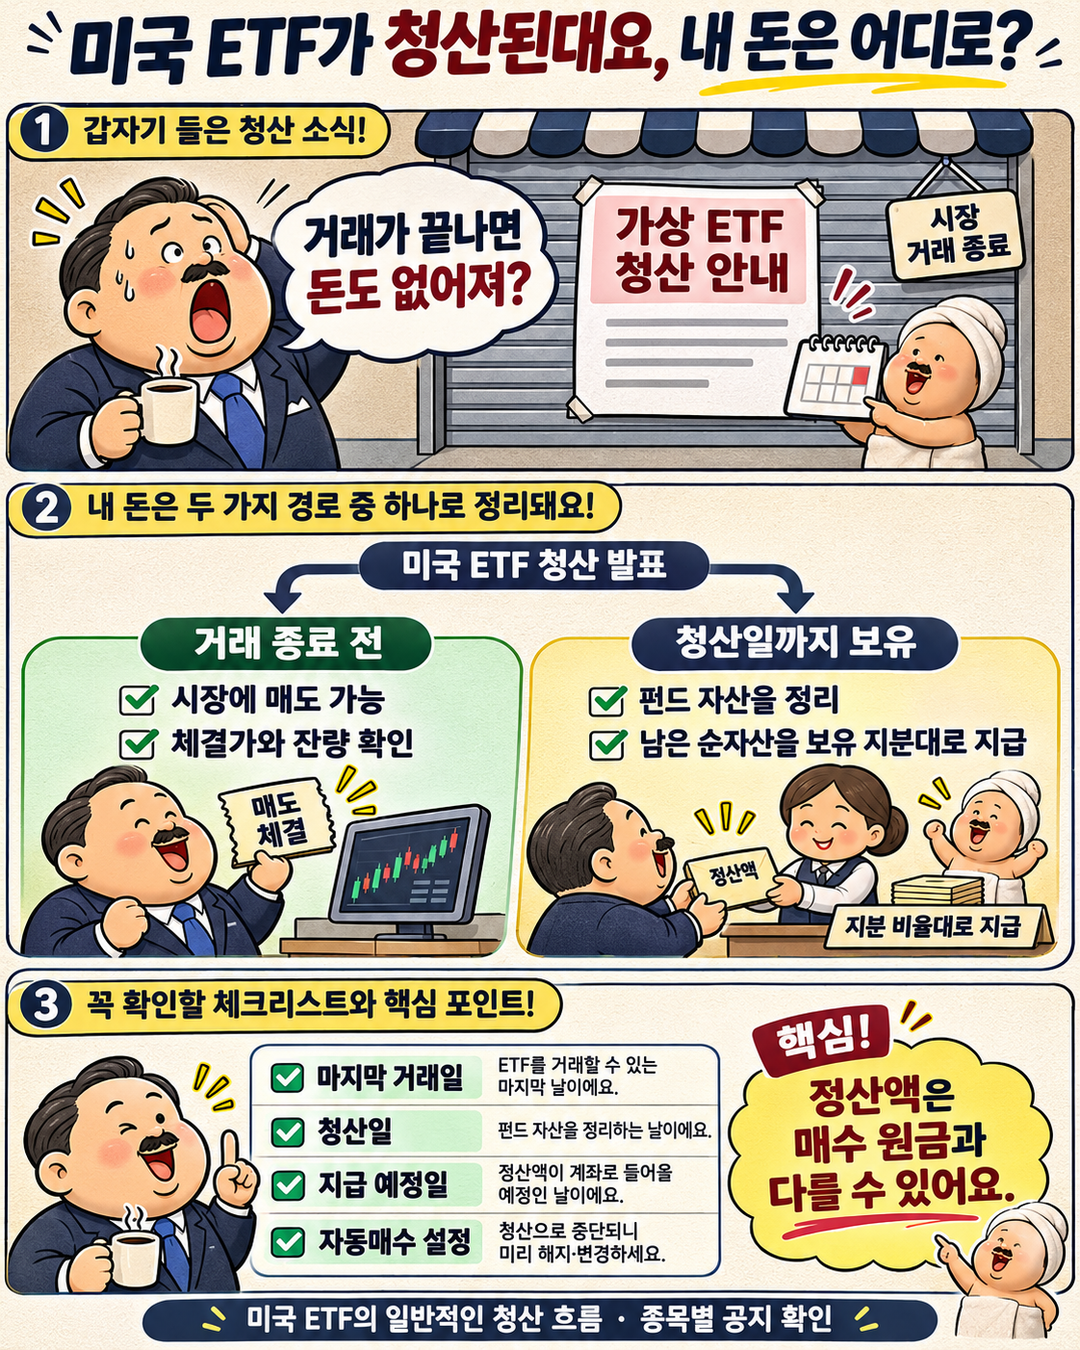 미국 ETF가 청산된대요, 내 돈은 어디로?
1 갑자기 들은 청산 소식!
거래가 끝나면
돈도 없어져?
가상 ETF
청산 안내
시장
거래 종료
2 내 돈은 두 가지 경로 중 하나로 정리돼요!
미국 ETF 청산 발표
거래 종료 전
시장에 매도 가능
체결가와 잔량 확인
매도
체결
청산일까지 보유
펀드 자산을 정리
남은 순자산을 보유 지분대로 지급
정산액
지분 비율대로 지급
3 꼭 확인할 체크리스트와 핵심 포인트!
마지막 거래일
ETF를 거래할 수 있는
마지막 날이에요.
청산일
펀드 자산을 정리하는 날이에요.
지급 예정일
정산액이 계좌로 들어올
예정인 날이에요.
자동매수 설정
청산으로 중단되니
미리 해지·변경하세요.
핵심!
정산액은
매수 원금과
다를 수 있어요.
미국 ETF의 일반적인 청산 흐름 · 종목별 공지 확인